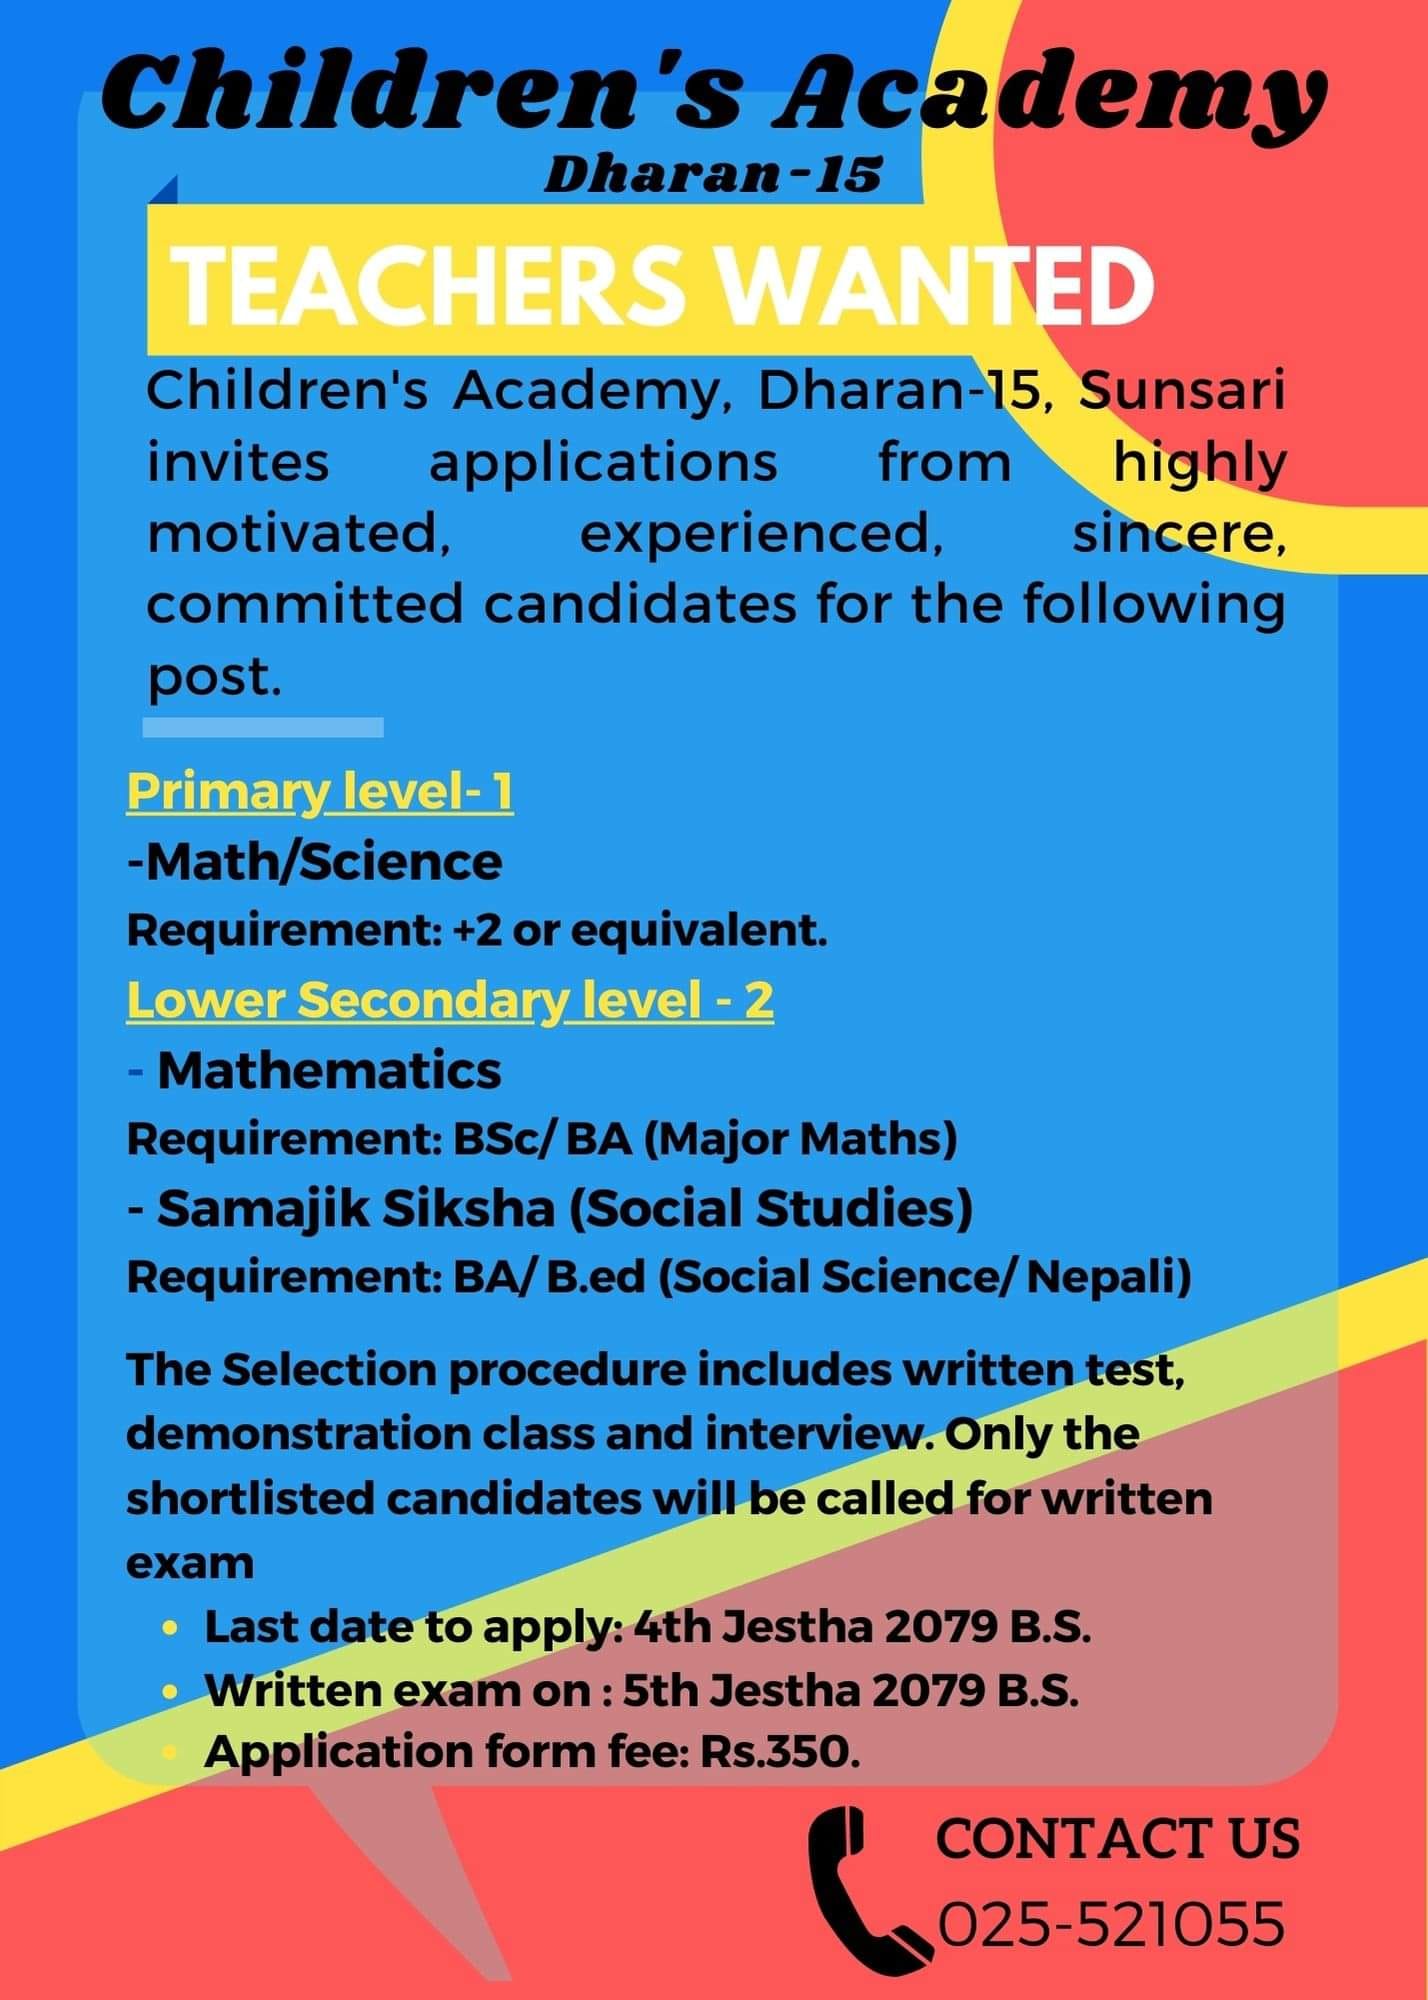 Children's Academy
Dharan-15
TEACHERS WANTED
Children's Academy, Dharan-15, Sunsari
invites applications from highly
motivated, experienced, sincere,
committed candidates for the following
post.
Primary level- 1
-Math/Science
Requirement: +2 or equivalent.
Lower Secondary level - 2
- Mathematics
Requirement: BSc/ BA (Major Maths)
- Samajik Siksha (Social Studies)
Requirement: BA/ B.ed (Social Science/ Nepali)
The Selection procedure includes written test,
demonstration class and interview. Only the
shortlisted candidates will be called for written
exam
• Last date to apply: 4th Jestha 2079 B.S.
• Written exam on : 5th Jestha 2079 B.S.
• Application form fee: Rs.350.
CONTACT US
025-521055